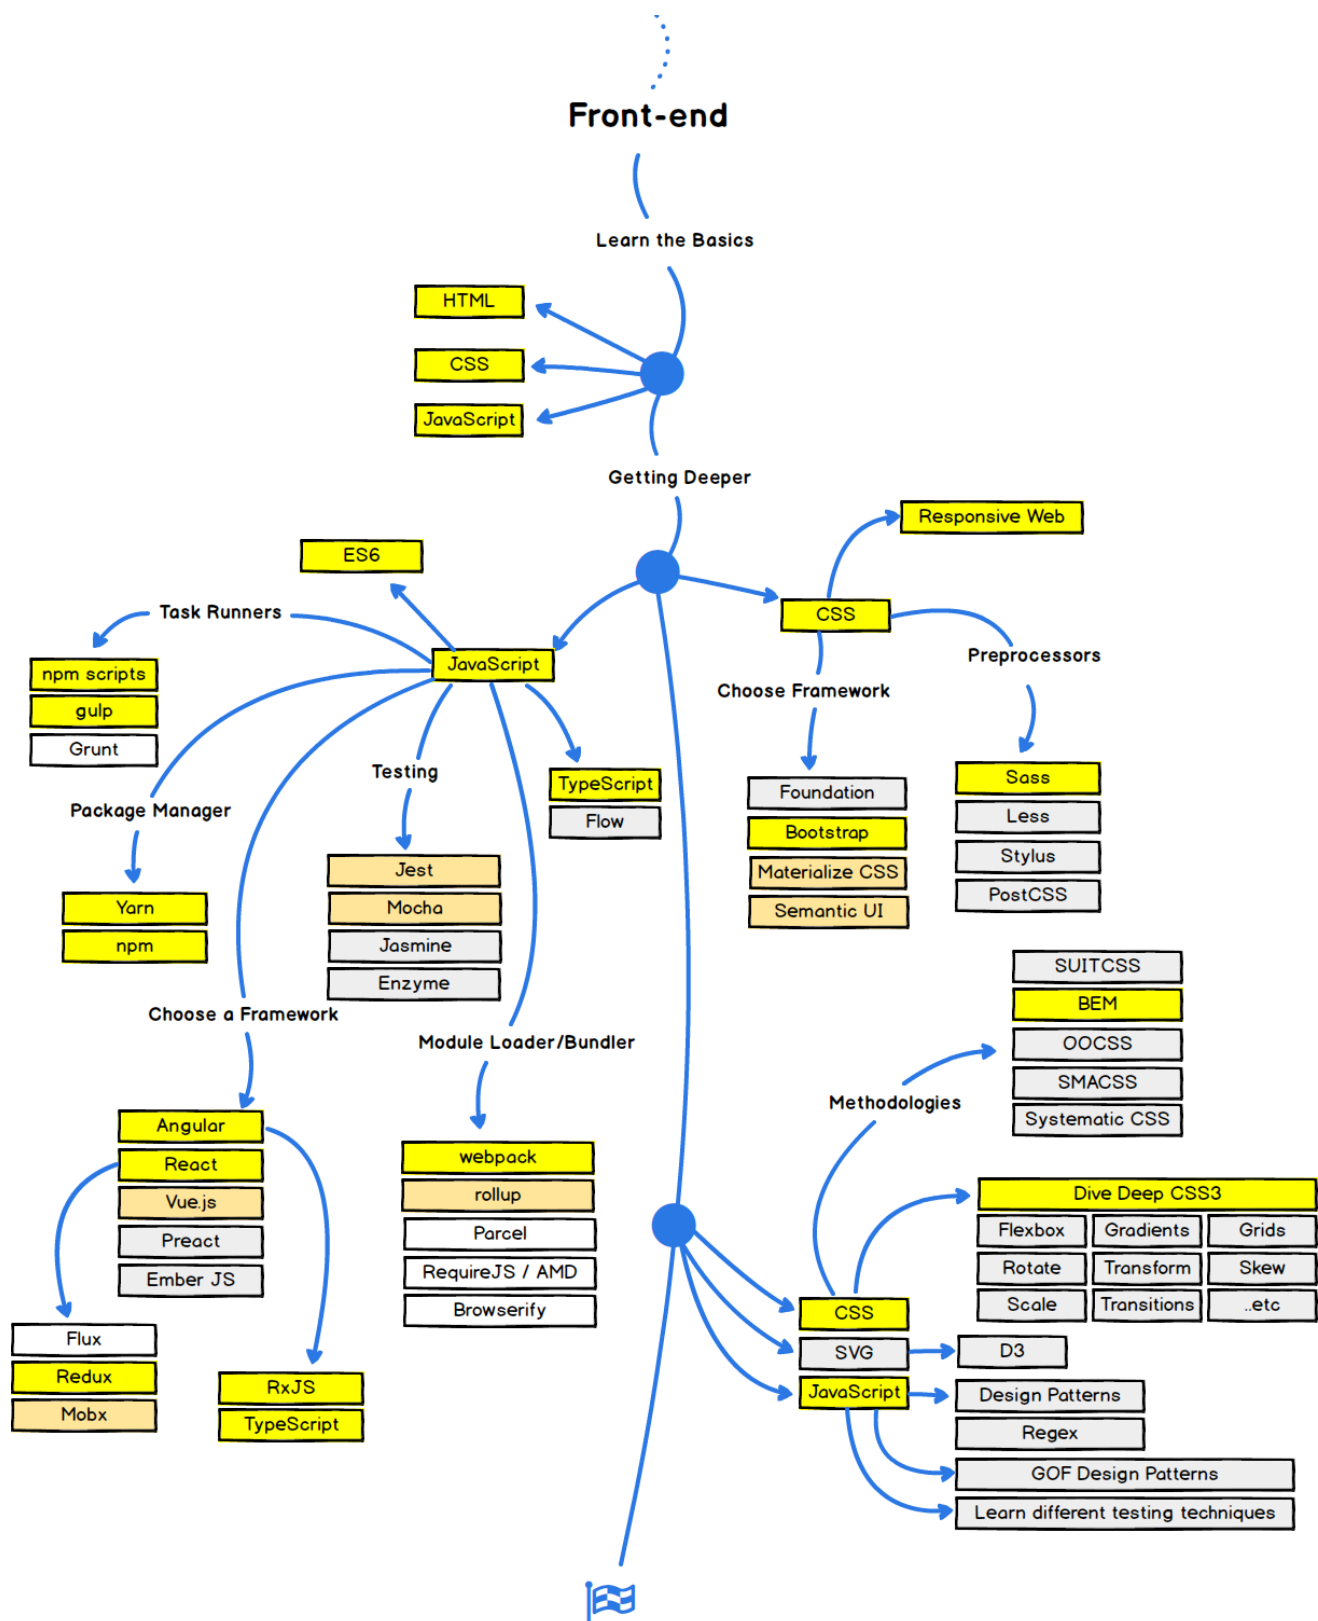 Front-end
Learn the Basics
HTML
CSS
JavaScript
Getting Deeper
Responsive Web
ES6
Task Runners
CSS
npm scripts
gulp
Grunt
JavaScript
Preprocessors
Choose Framework
Package Manager
Testing
TypeScript
Flow
Foundation
Bootstrap
Materialize CSS
Semantic UI
Sass
Less
Stylus
PostCSS
Yarn
npm
Jest
Mocha
Jasmine
Enzyme
SUITCSS
BEM
OOCSS
SMACSS
Systematic CSS
Choose a Framework
Module Loader/Bundler
Methodologies
Angular
React
Vue.js
Preact
Ember JS
webpack
rollup
Parcel
RequireJS / AMD
Browserify
Dive Deep CSS3
Flexbox Gradients Grids
Rotate Transform Skew
Scale Transitions ..etc
Flux
Redux
Mobx
RxJS
TypeScript
CSS
SVG
JavaScript
D3
Design Patterns
Regex
GOF Design Patterns
Learn different testing techniques